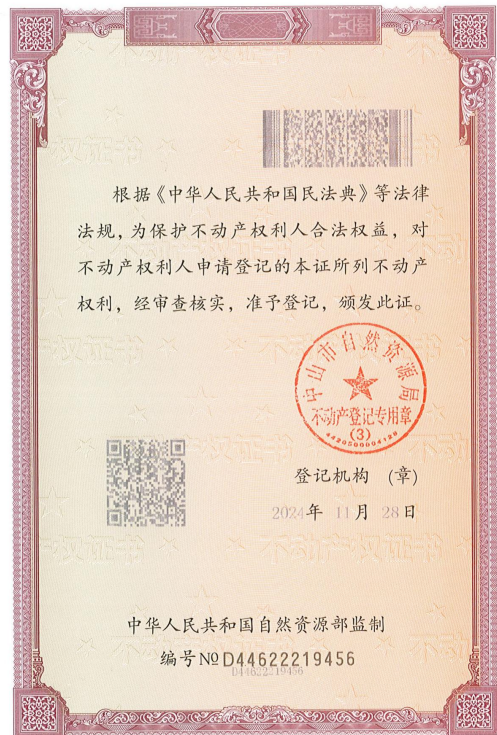 根据《中华人民共和国民法典》等法律
法规，为保护不动产权利人合法权益，对
不动产权利人申请登记的本证所列不动产
权利，经审查核实，准予登记，颁发此证。
中山市自然资源局
不动产登记专用章
(3)
登记机构 (章)
2024年 11月 28日
中华人民共和国自然资源部监制
编号№D44622219456
D44622219456